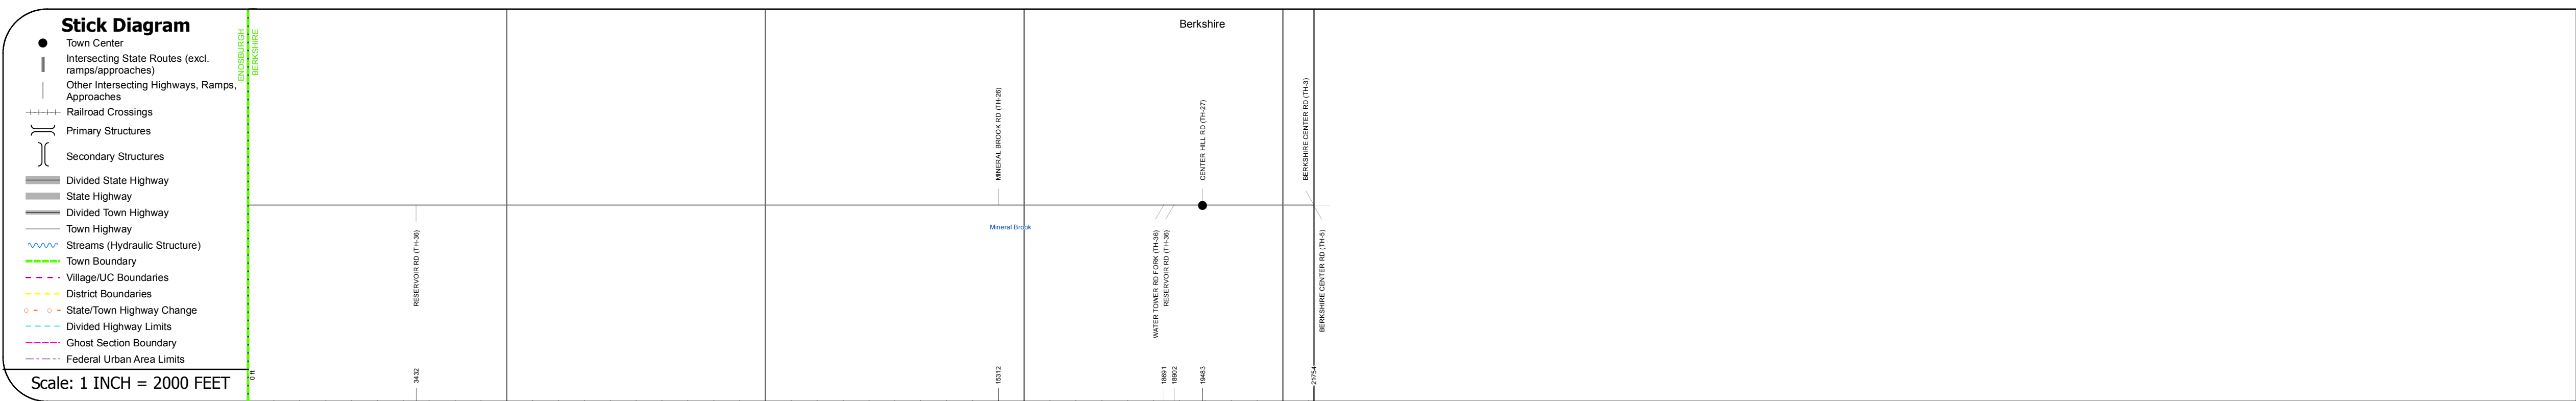 Stick Diagram
Town Center
Intersecting State Routes (excl.
ramps/approaches)
Other Intersecting Highways, Ramps,
Approaches
Railroad Crossings
Primary Structures
Secondary Structures
Divided State Highway
State Highway
Divided Town Highway
Town Highway
Streams (Hydraulic Structure)
Town Boundary
Village/UC Boundaries
District Boundaries
State/Town Highway Change
Divided Highway Limits
Ghost Section Boundary
Federal Urban Area Limits
Scale: 1 INCH = 2000 FEET
ENOSBURGH
BERKSHIRE
Berkshire
MINERAL BROOK RD (TH-26)
CENTER HILL RD (TH-27)
BERKSHIRE CENTER RD (TH-3)
Mineral Brook
RESERVOIR RD (TH-36)
WATER TOWER RD FORK (TH-36)
RESERVOIR RD (TH-36)
BERKSHIRE CENTER RD (TH-5)
0 ft
3432
15312
18691
18902
19483
21754